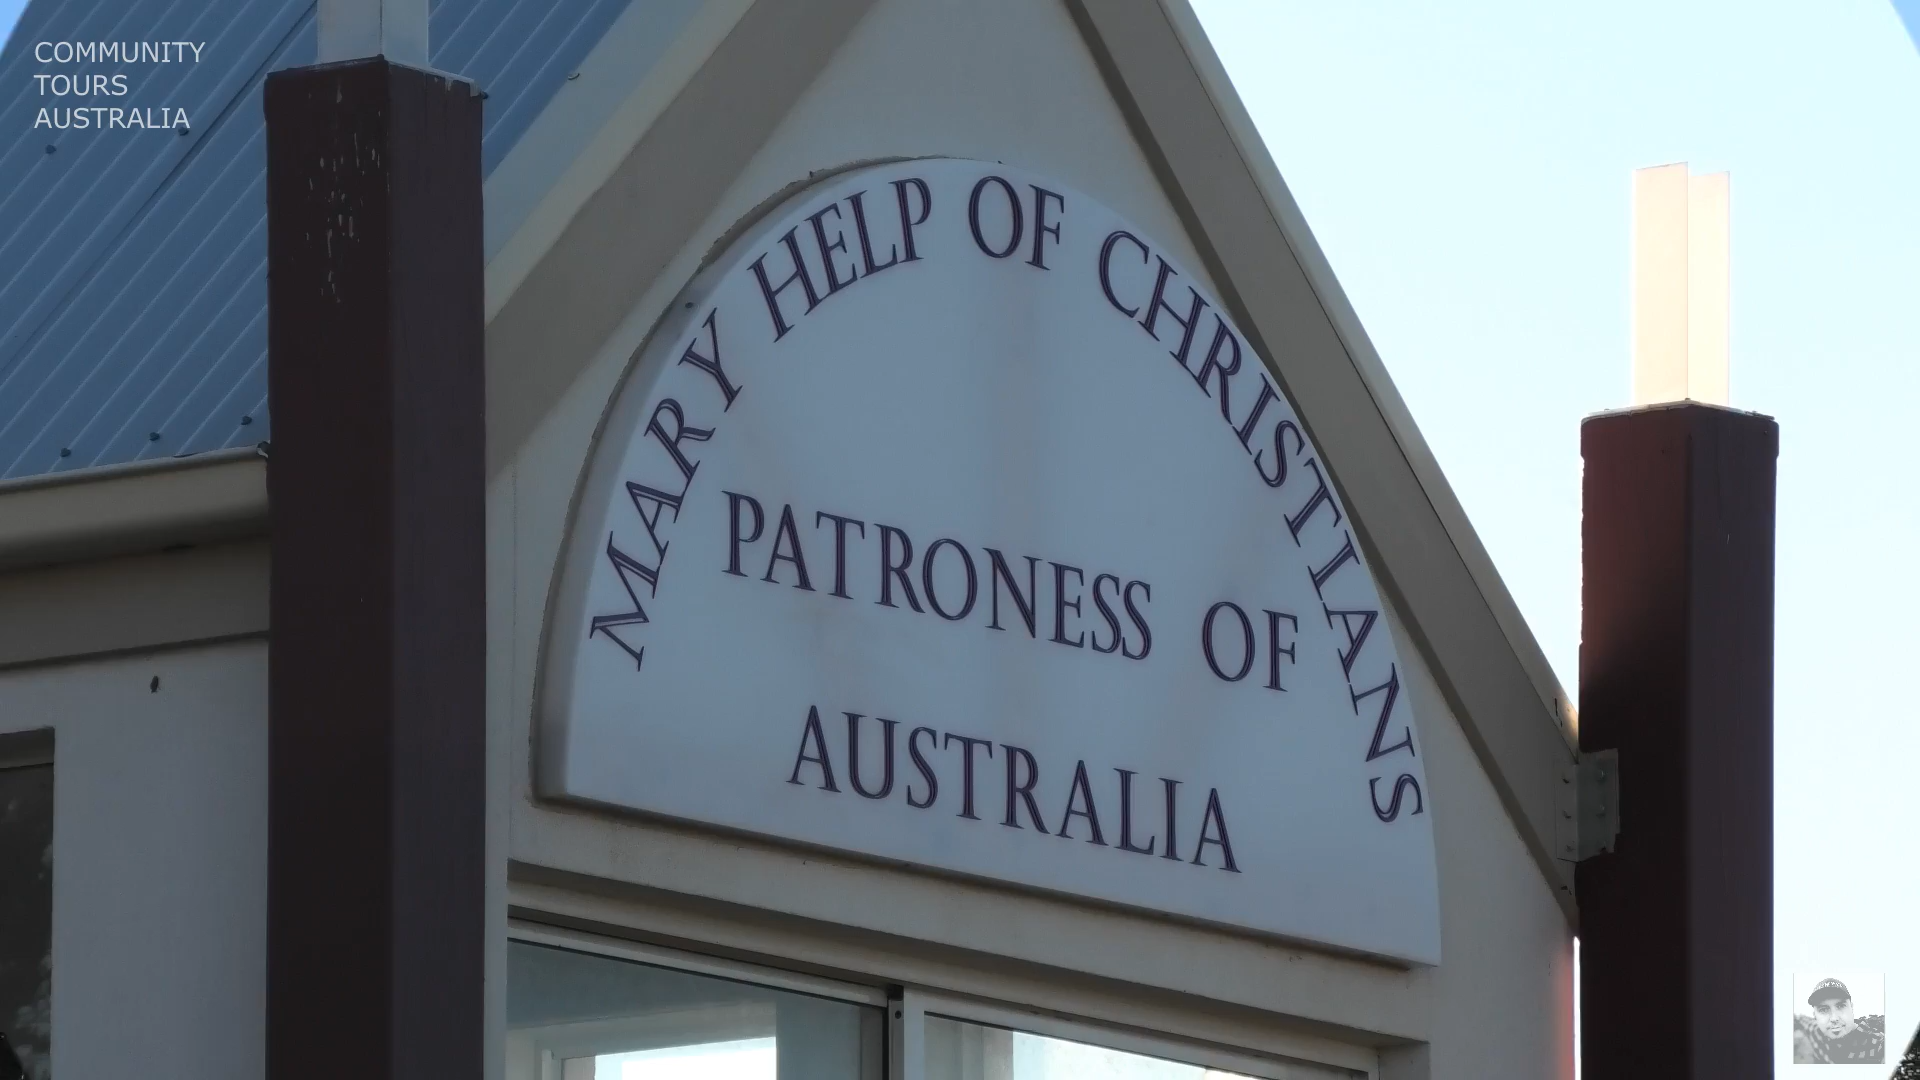 COMMUNITY
TOURS
AUSTRALIA
MARY HELP OF CHRISTIANS
PATRONESS OF
AUSTRALIA